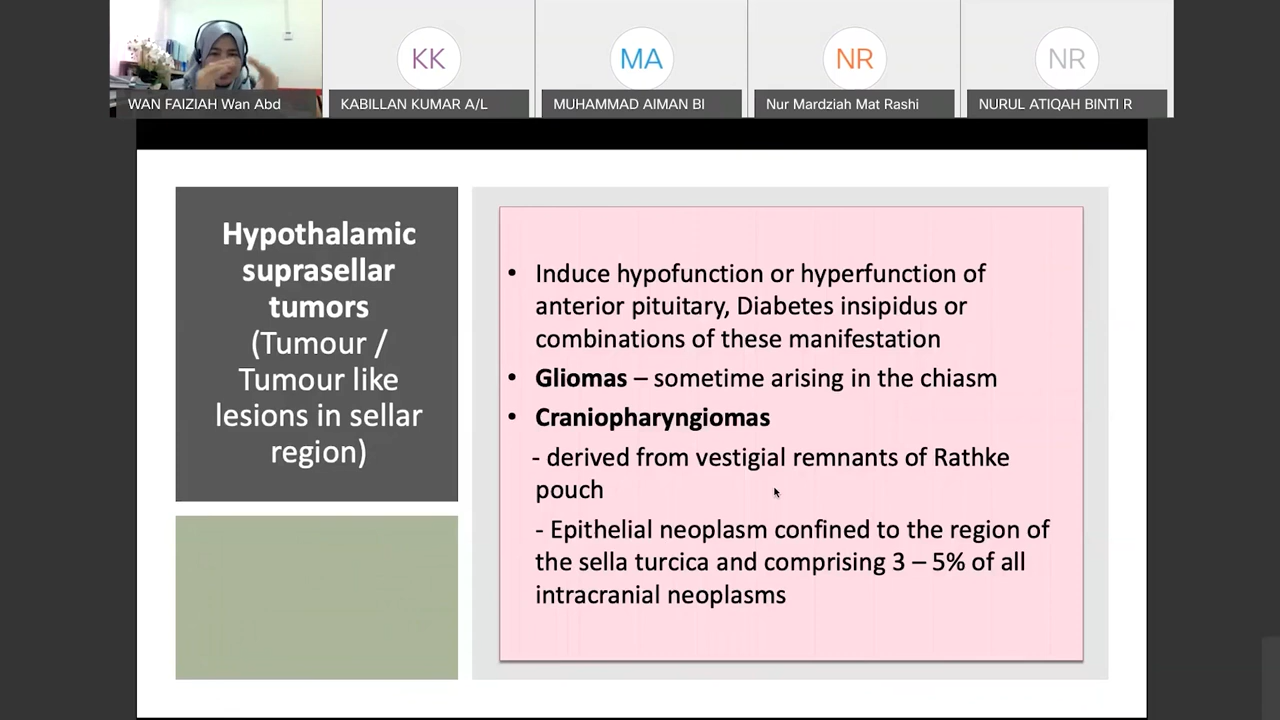 KK
MA
NR
NR
WAN FAIZIAH Wan Abd
KABILLAN KUMAR A/L
MUHAMMAD AIMAN BI
Nur Mardziah Mat Rashi
NURUL ATIQAH BINTI R
Hypothalamic
suprasellar
tumors
(Tumour /
Tumour like
lesions in sellar
region)
• Induce hypofunction or hyperfunction of
anterior pituitary, Diabetes insipidus or
combinations of these manifestation
• Gliomas – sometime arising in the chiasm
• Craniopharyngiomas
- derived from vestigial remnants of Rathke
pouch
- Epithelial neoplasm confined to the region of
the sella turcica and comprising 3 – 5% of all
intracranial neoplasms